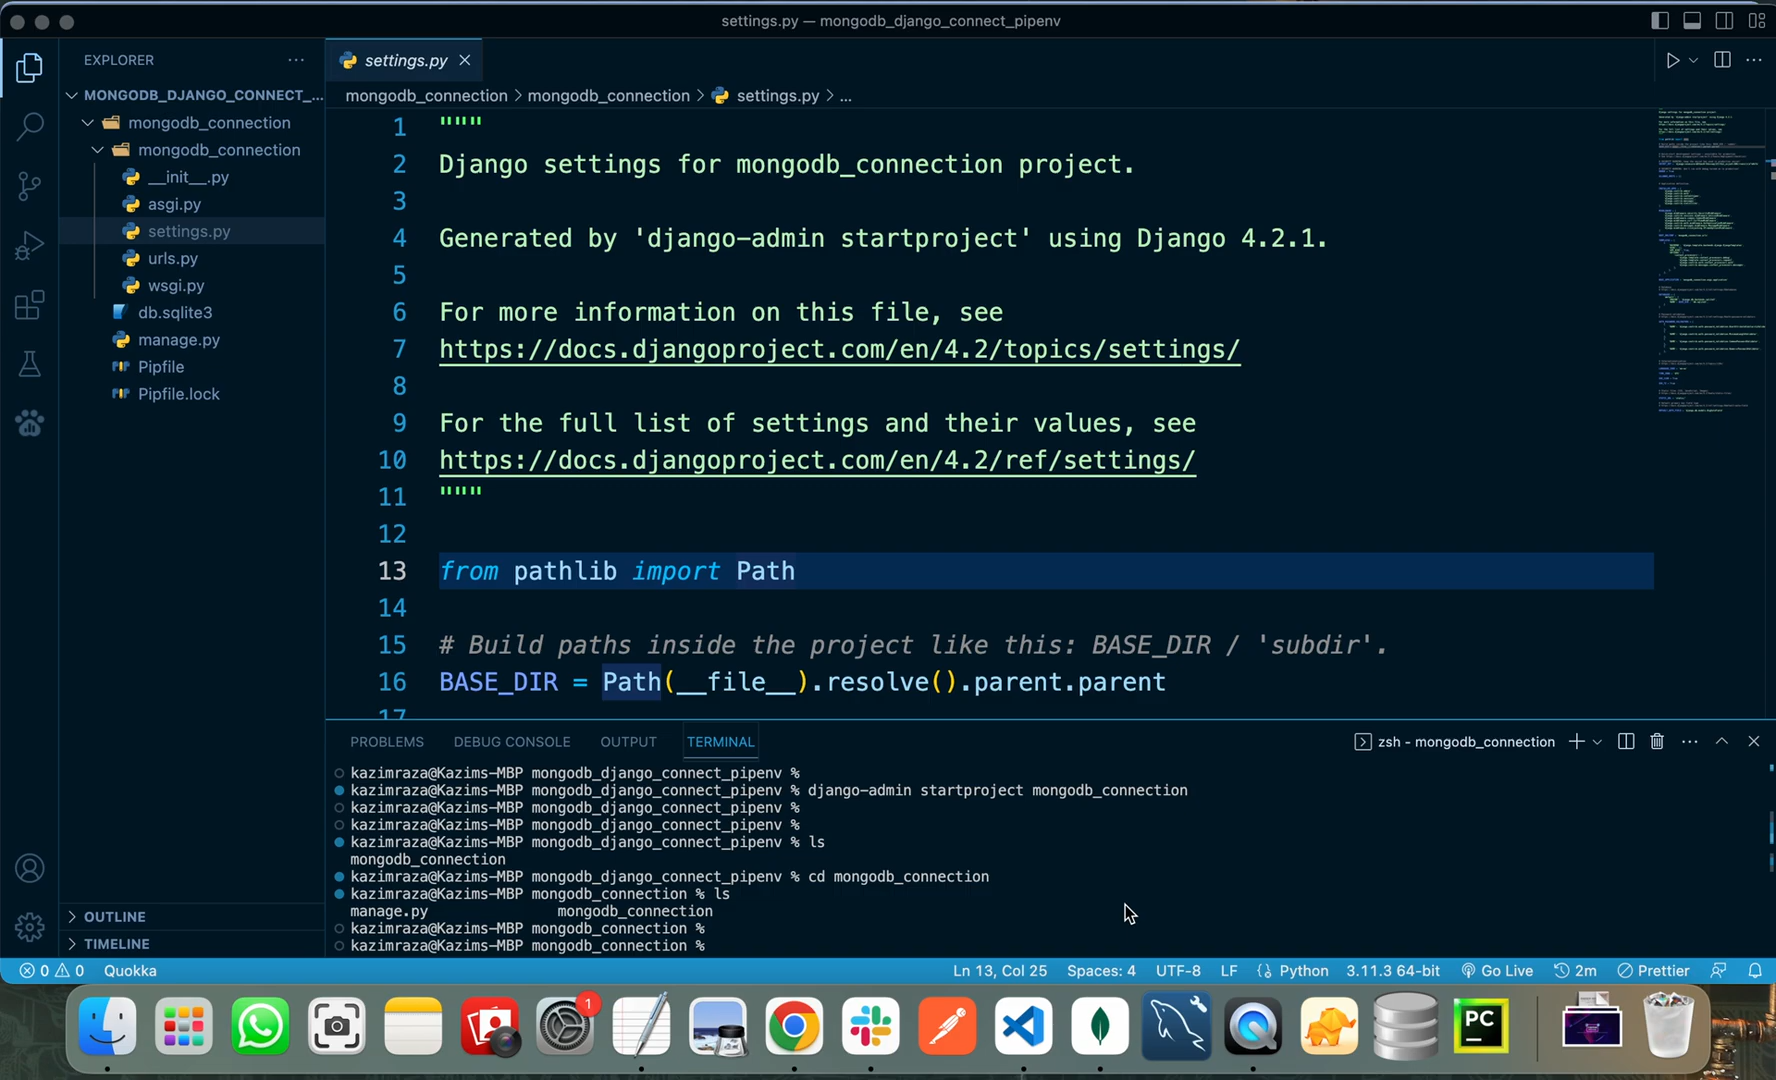 settings.py — mongodb_django_connect_pipenv
EXPLORER
MONGODB_DJANGO_CONNECT_...
mongodb_connection
mongodb_connection
__init__.py
asgi.py
settings.py
urls.py
wsgi.py
db.sqlite3
manage.py
Pipfile
Pipfile.lock
OUTLINE
TIMELINE
settings.py
mongodb_connection > mongodb_connection > settings.py > ...
1 """
2 Django settings for mongodb_connection project.
3
4 Generated by 'django-admin startproject' using Django 4.2.1.
5
6 For more information on this file, see
7 https://docs.djangoproject.com/en/4.2/topics/settings/
8
9 For the full list of settings and their values, see
10 https://docs.djangoproject.com/en/4.2/ref/settings/
11 """
12
13 from pathlib import Path
14
15 # Build paths inside the project like this: BASE_DIR / 'subdir'.
16 BASE_DIR = Path(__file__).resolve().parent.parent
17
PROBLEMS DEBUG CONSOLE OUTPUT TERMINAL zsh - mongodb_connection
kazimraza@Kazims-MBP mongodb_django_connect_pipenv %
kazimraza@Kazims-MBP mongodb_django_connect_pipenv % django-admin startproject mongodb_connection
kazimraza@Kazims-MBP mongodb_django_connect_pipenv %
kazimraza@Kazims-MBP mongodb_django_connect_pipenv %
kazimraza@Kazims-MBP mongodb_django_connect_pipenv % ls
mongodb_connection
kazimraza@Kazims-MBP mongodb_django_connect_pipenv % cd mongodb_connection
kazimraza@Kazims-MBP mongodb_connection % ls
manage.py mongodb_connection
kazimraza@Kazims-MBP mongodb_connection %
kazimraza@Kazims-MBP mongodb_connection %
0 0 Quokka Ln 13, Col 25 Spaces: 4 UTF-8 LF Python 3.11.3 64-bit Go Live 2m Prettier
1
PC